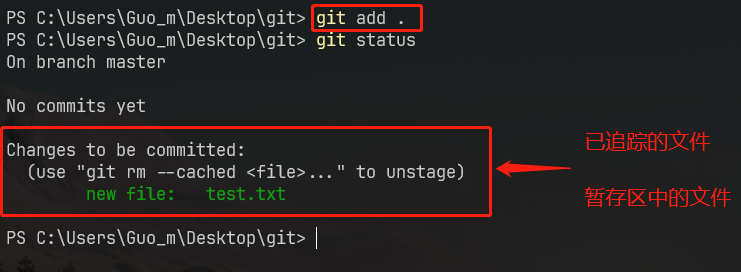 PS C:\Users\Guo_m\Desktop\git> git add .
PS C:\Users\Guo_m\Desktop\git> git status
On branch master
No commits yet
Changes to be committed:
(use "git rm --cached <file>..." to unstage)
new file: test.txt
已追踪的文件
暂存区中的文件
PS C:\Users\Guo_m\Desktop\git>